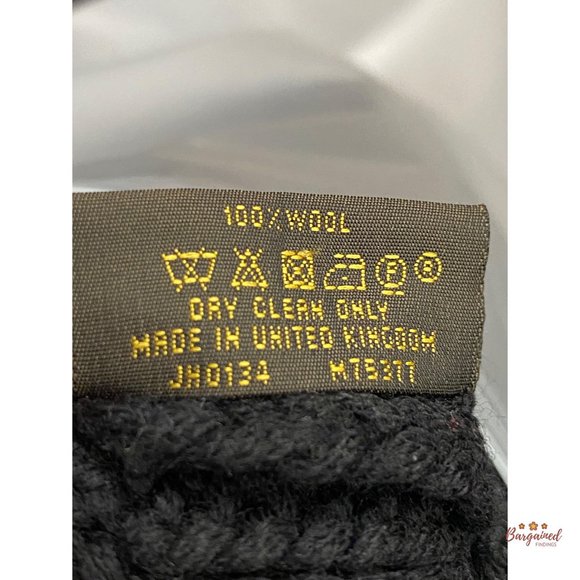 100% WOOL
P ®
DRY CLEAN ONLY
MADE IN UNITED KINGDOM
JH0134 M75377
Bargained
FINDINGS